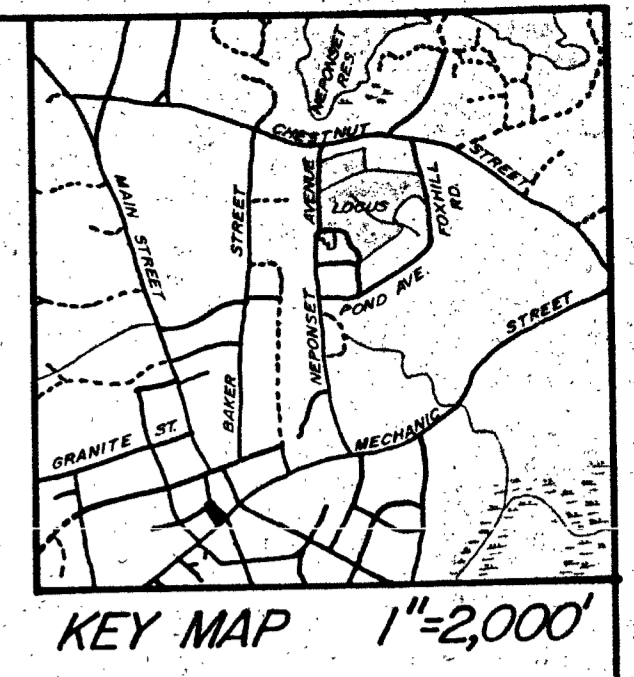 NEPONSET
RES.
CHESTNUT
STREET
MAIN STREET
STREET
BAKER
AVENUE
NEPONSET
LOCUS
FOXHILL
RD.
POND AVE.
STREET
MECHANIC
GRANITE ST.
KEY MAP 1"=2,000'